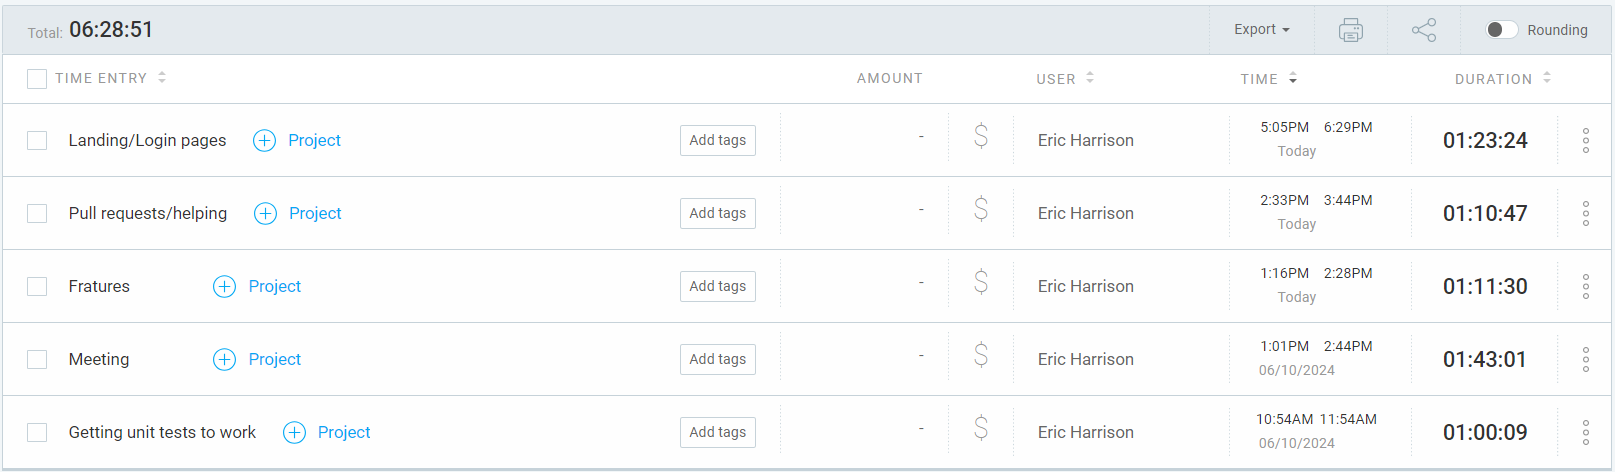 Total: 06:28:51 Export Rounding
TIME ENTRY AMOUNT USER TIME DURATION
Landing/Login pages Project Add tags - $ Eric Harrison 5:05PM 6:29PM 01:23:24
Today
Pull requests/helping Project Add tags - $ Eric Harrison 2:33PM 3:44PM 01:10:47
Today
Fratures Project Add tags - $ Eric Harrison 1:16PM 2:28PM 01:11:30
Today
Meeting Project Add tags - $ Eric Harrison 1:01PM 2:44PM 01:43:01
06/10/2024
Getting unit tests to work Project Add tags - $ Eric Harrison 10:54AM 11:54AM 01:00:09
06/10/2024